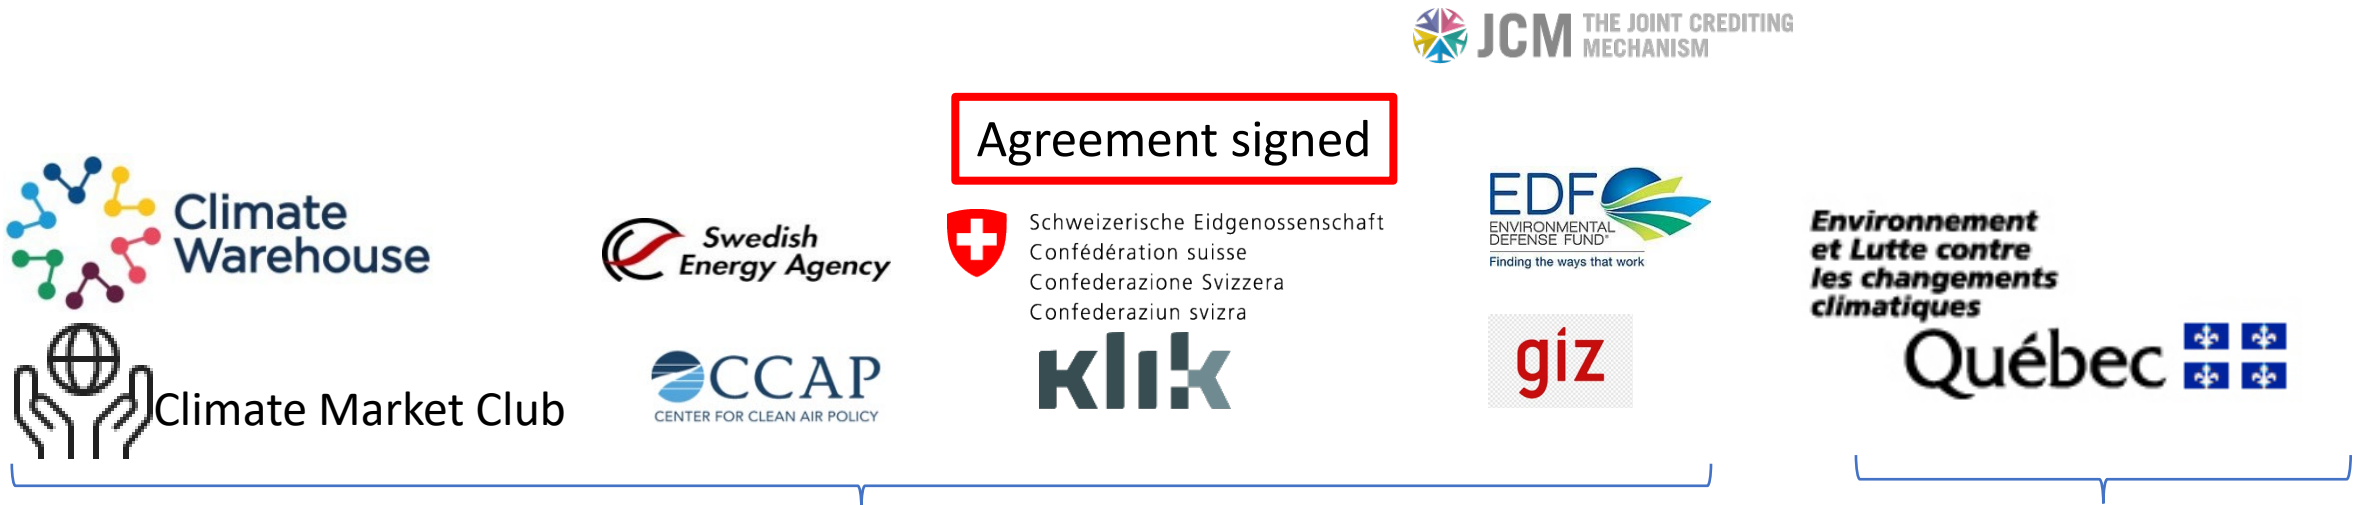 JCM THE JOINT CREDITING
MECHANISM
Agreement signed
Climate
Warehouse
Swedish
Energy Agency
Schweizerische Eidgenossenschaft
Confédération suisse
Confederazione Svizzera
Confederaziun svizra
EDF
ENVIRONMENTAL
DEFENSE FUND®
Finding the ways that work
Environnement
et Lutte contre
les changements
climatiques
Québec
Climate Market Club
CCAP
CENTER FOR CLEAN AIR POLICY
klik
giz